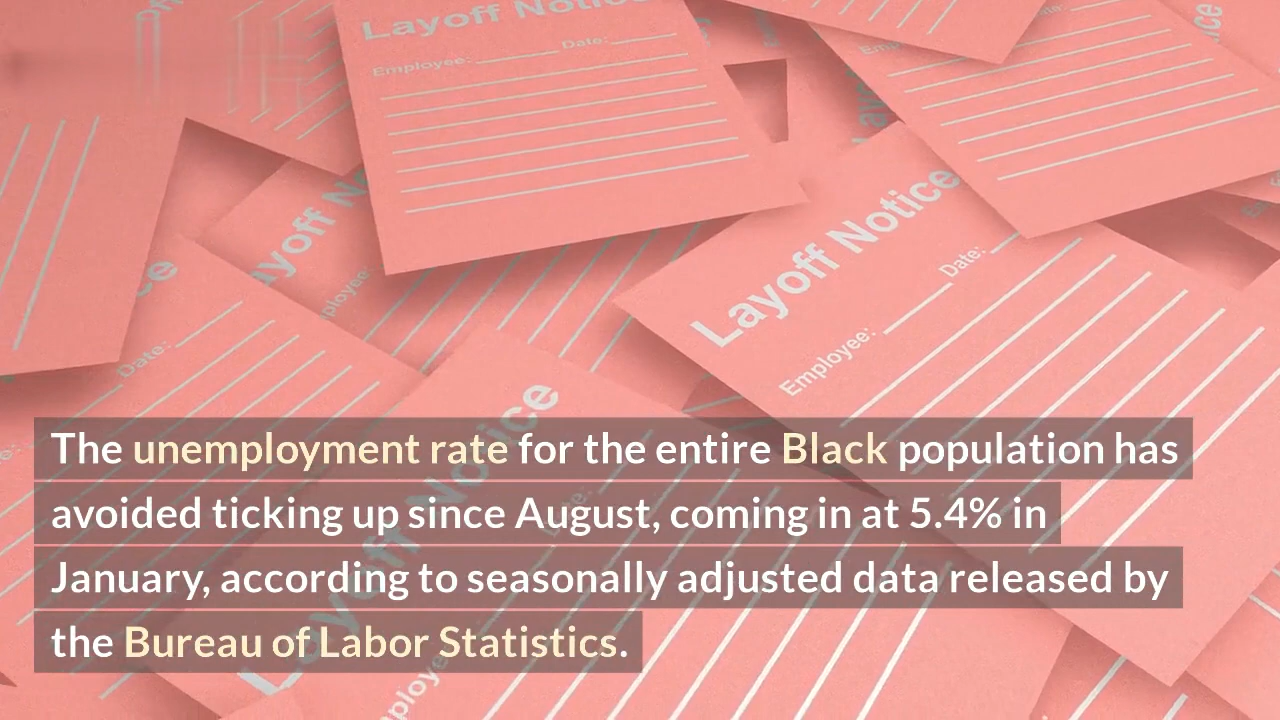 Layoff Notice
Date:
Employee:
Employee:
Layoff Notice
Date:
Employee:
Date:
The unemployment rate for the entire Black population has
avoided ticking up since August, coming in at 5.4% in
January, according to seasonally adjusted data released by
the Bureau of Labor Statistics.